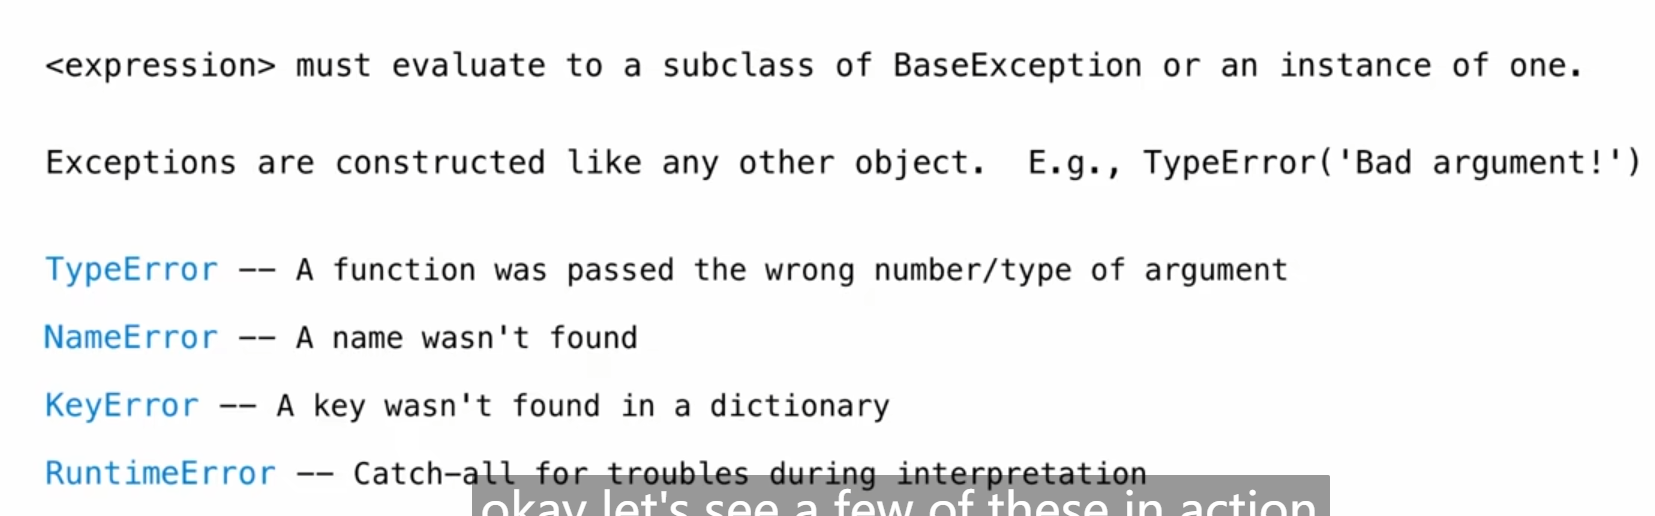 <expression> must evaluate to a subclass of BaseException or an instance of one.
Exceptions are constructed like any other object.  E.g., TypeError('Bad argument!')
TypeError -- A function was passed the wrong number/type of argument
NameError -- A name wasn't found
KeyError -- A key wasn't found in a dictionary
RuntimeError -- Catch-all for troubles during interpretation
okay let's see a few of these in action